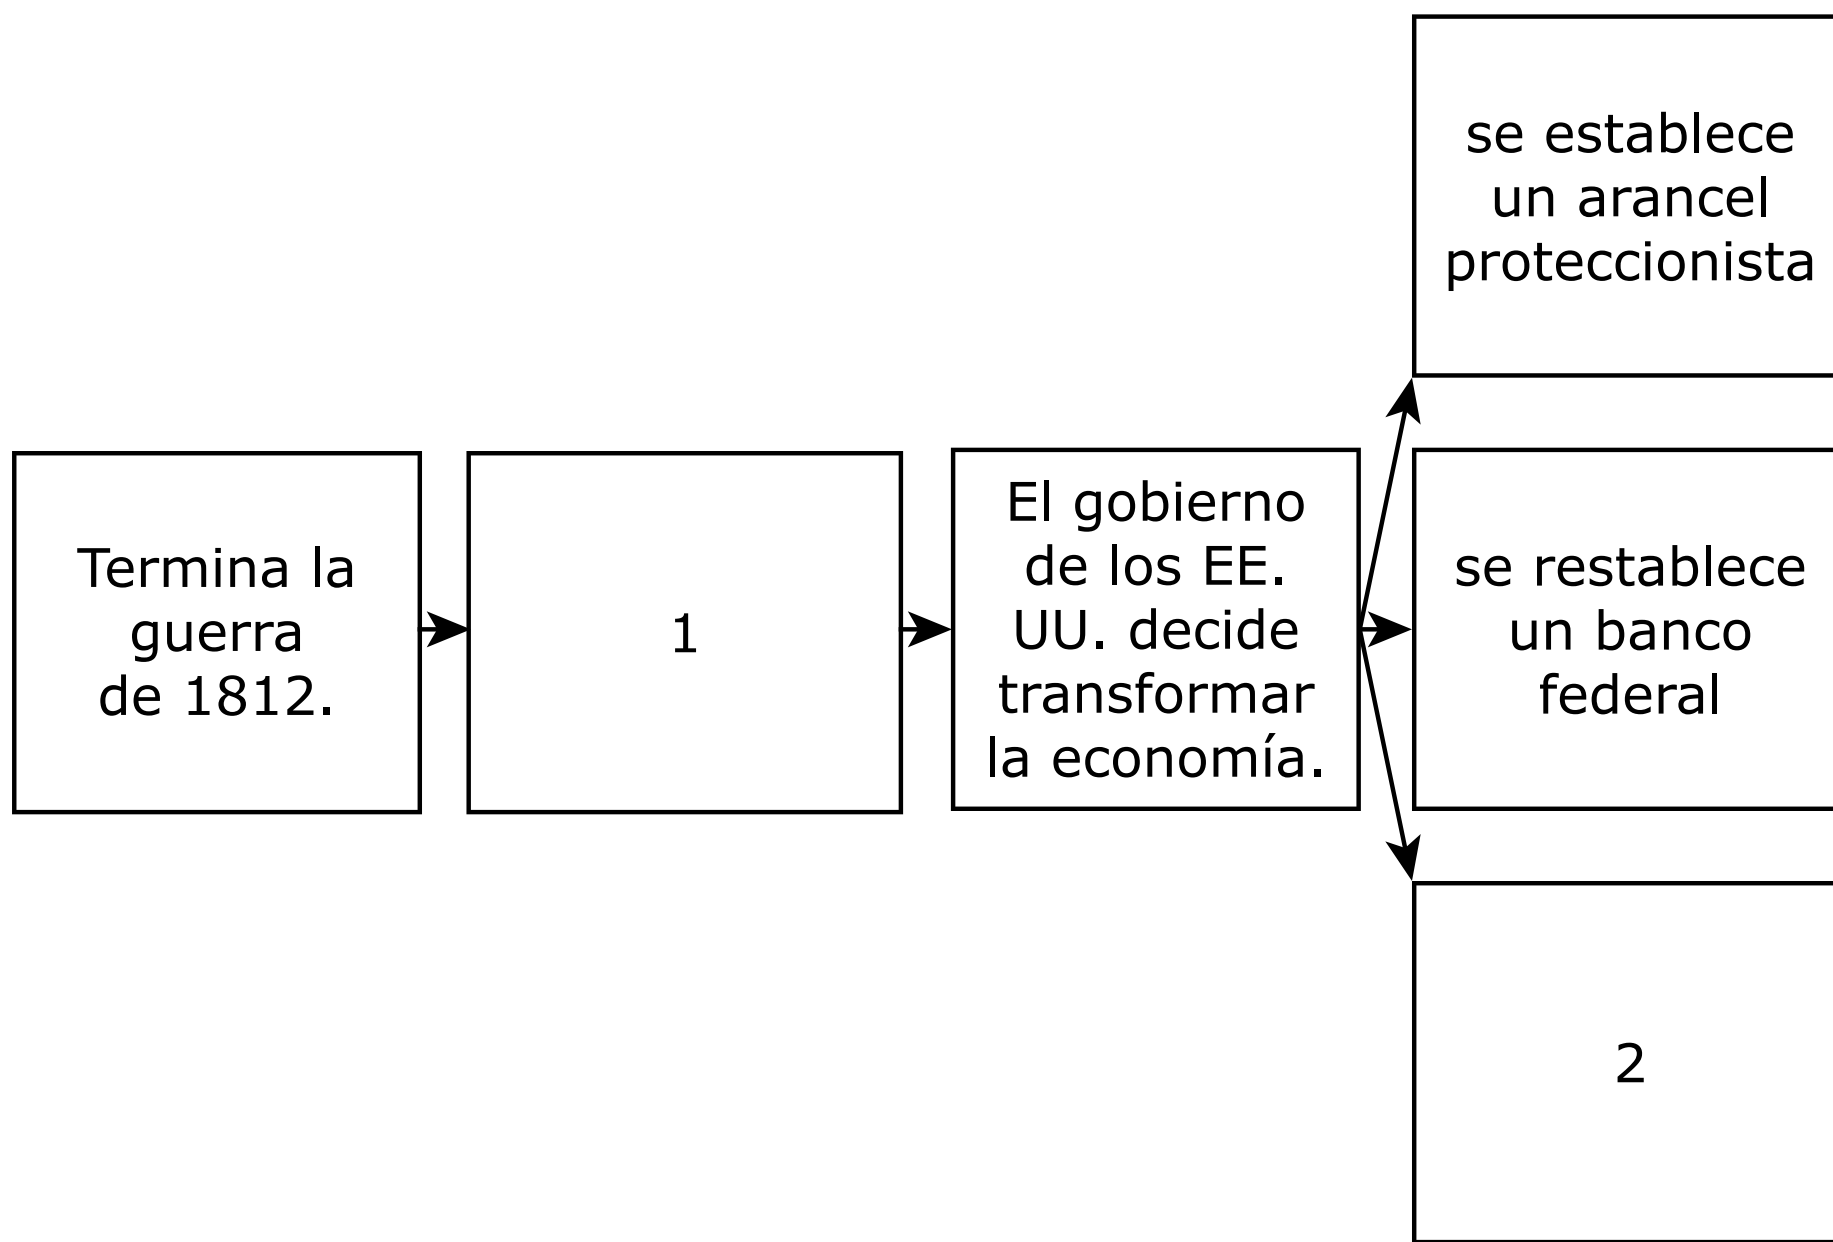 Termina la
guerra
de 1812.
1
El gobierno
de los EE.
UU. decide
transformar
la economía.
se establece
un arancel
proteccionista
se restablece
un banco
federal
2